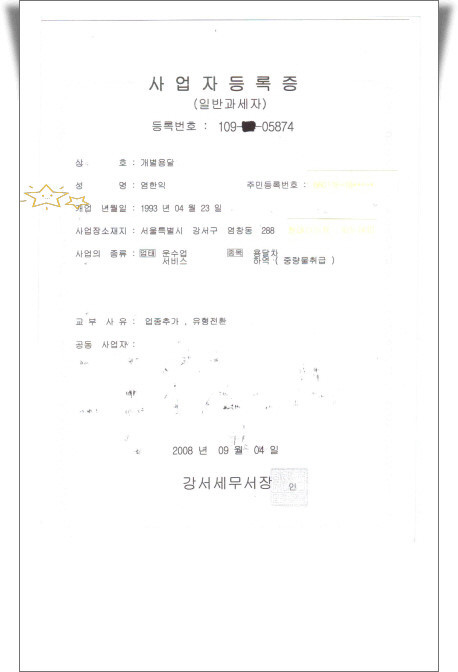 사업자등록증
(일반과세자)
등록번호 : 109- -05874
상 호 : 개별용달
성 명 : 염한익 주민등록번호 :
개업 년월일 : 1993 년 04 월 23 일
사업장소재지 : 서울특별시 강서구 염창동 288
사업의 종류 : 업태 운수업 종목 용달차
서비스 하역 ( 중량물취급 )
교 부 사 유 : 업종추가 , 유형전환
공동 사업자 :
2008 년 09 월 04 일
강서세무서장 인